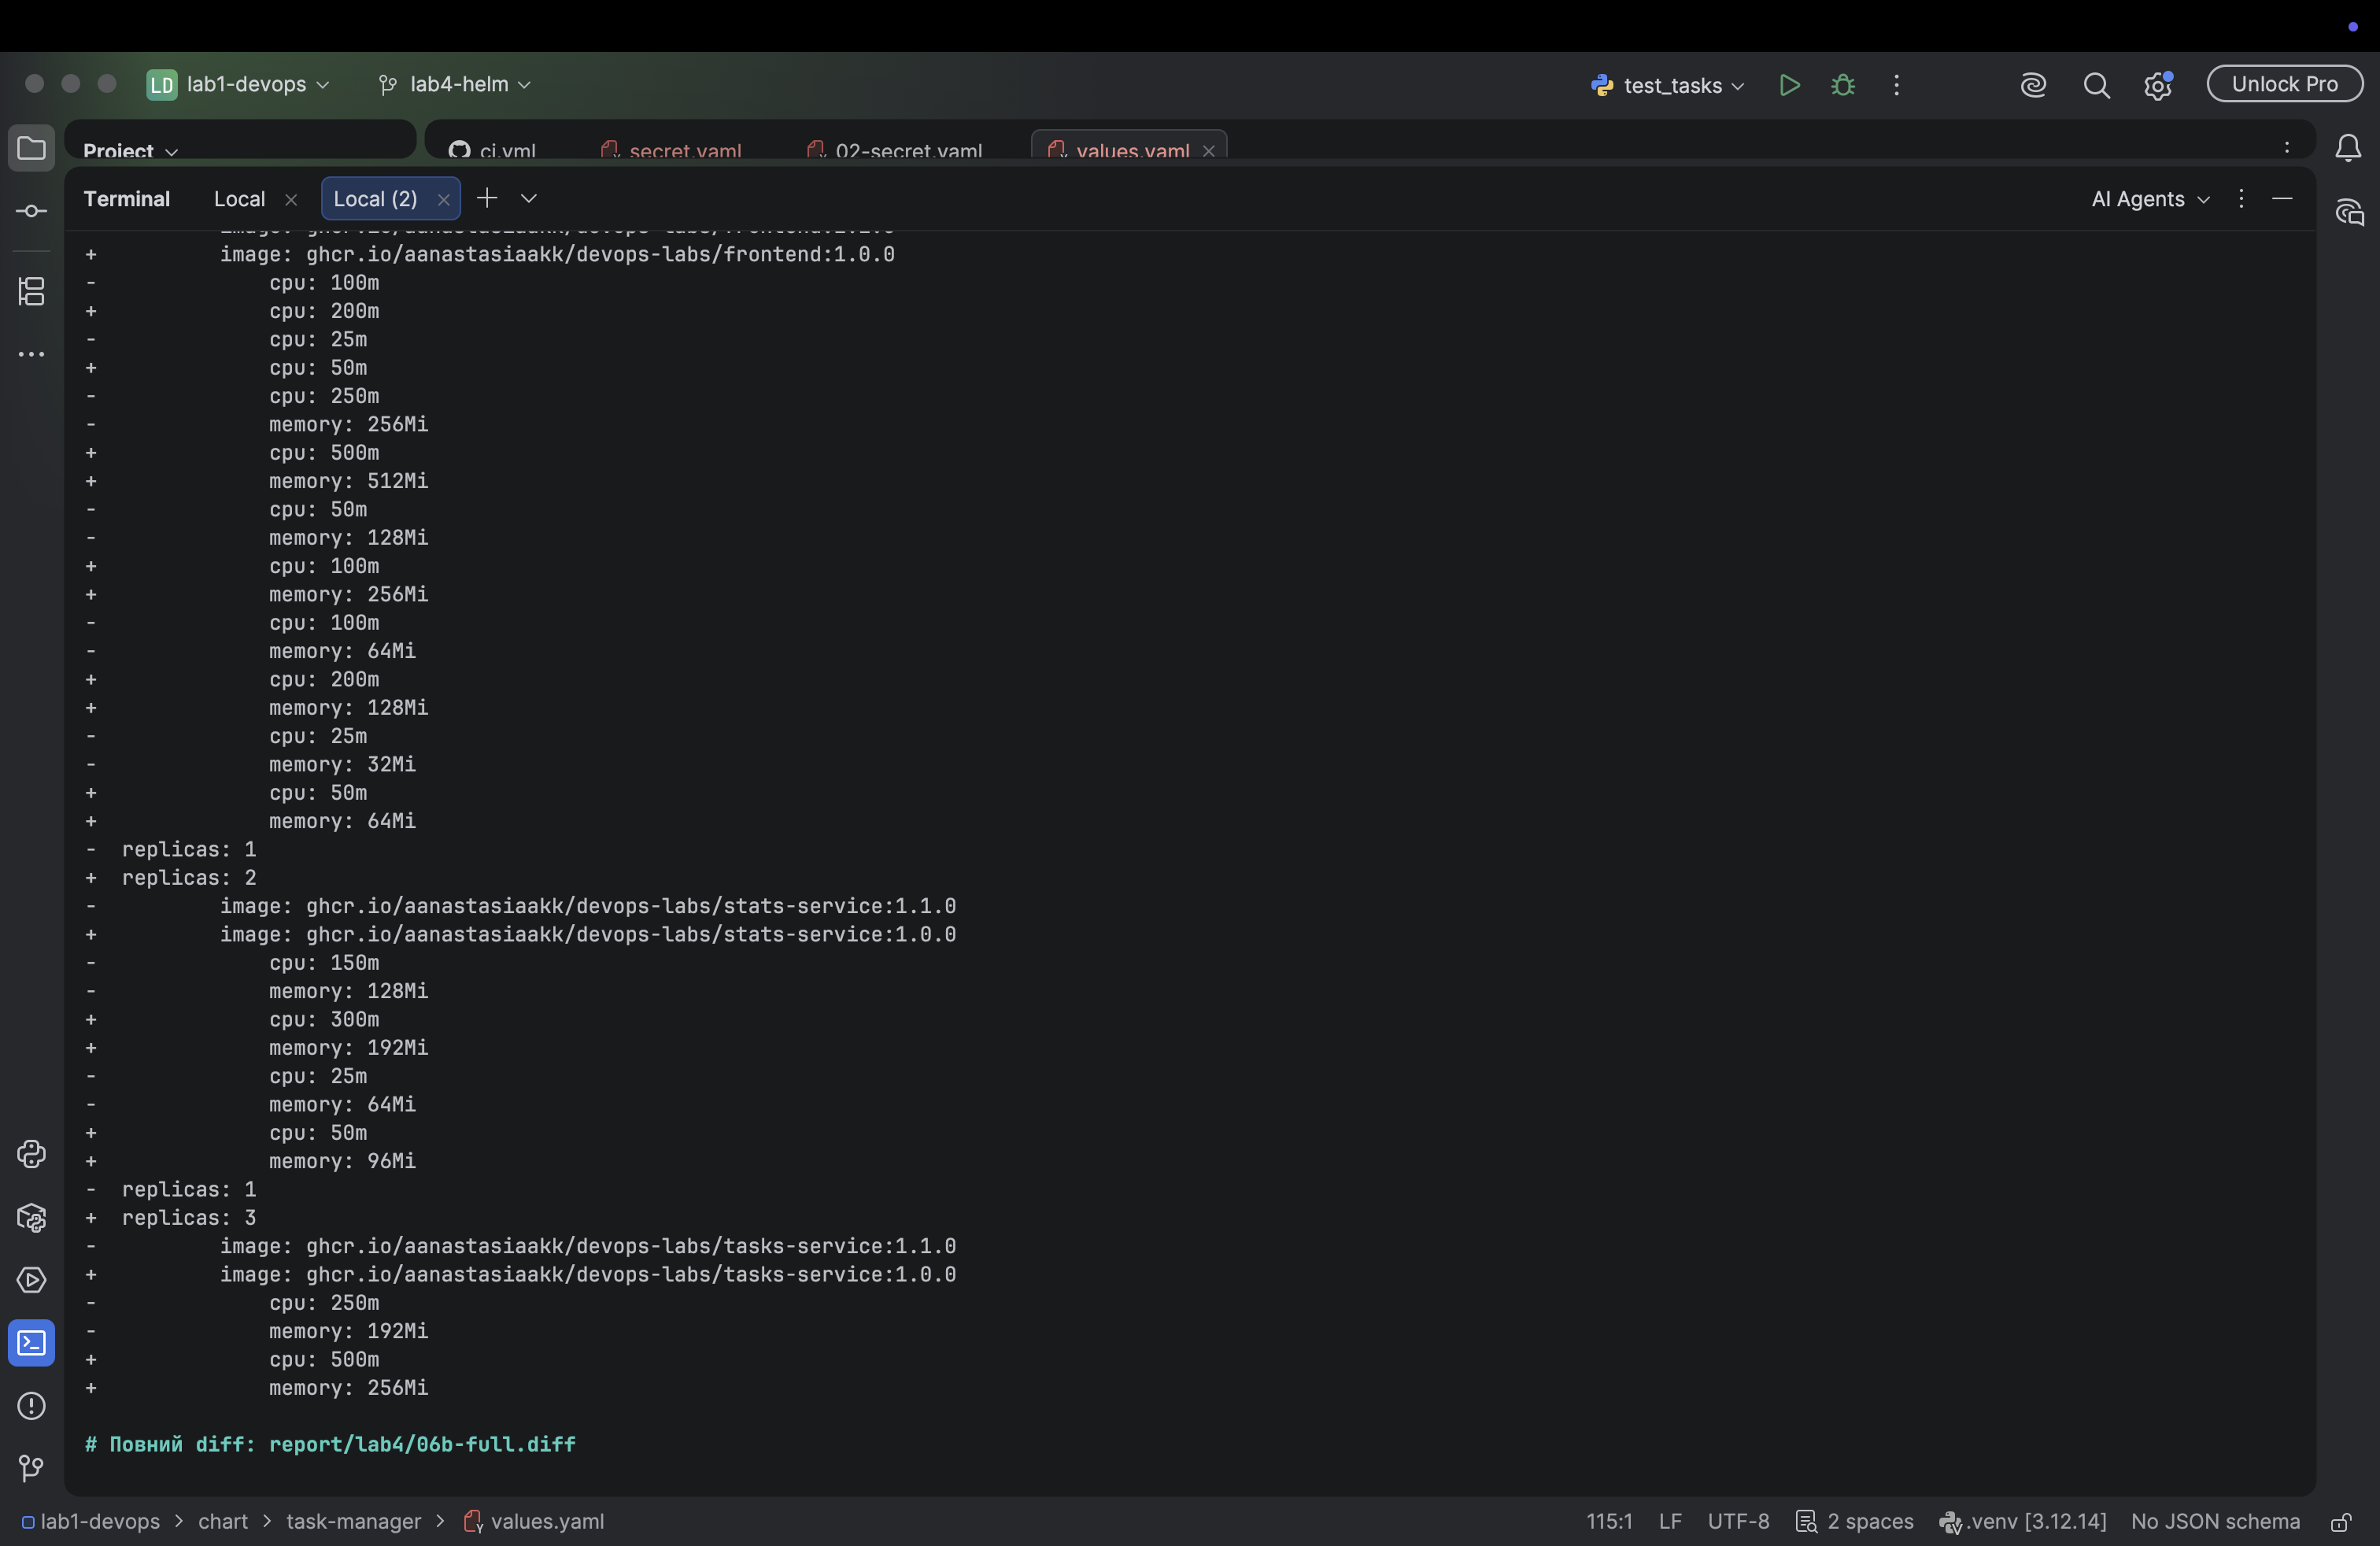 LD lab1-devops lab4-helm test_tasks Unlock Pro
Project ci.yml secret.yaml 02-secret.yaml values.yaml
Terminal Local Local (2) AI Agents
+ image: ghcr.io/aanastasiaakk/devops-labs/frontend:1.0.0
- cpu: 100m
+ cpu: 200m
- cpu: 25m
+ cpu: 50m
- cpu: 250m
- memory: 256Mi
+ cpu: 500m
+ memory: 512Mi
- cpu: 50m
- memory: 128Mi
+ cpu: 100m
+ memory: 256Mi
- cpu: 100m
- memory: 64Mi
+ cpu: 200m
+ memory: 128Mi
- cpu: 25m
- memory: 32Mi
+ cpu: 50m
+ memory: 64Mi
- replicas: 1
+ replicas: 2
- image: ghcr.io/aanastasiaakk/devops-labs/stats-service:1.1.0
+ image: ghcr.io/aanastasiaakk/devops-labs/stats-service:1.0.0
- cpu: 150m
- memory: 128Mi
+ cpu: 300m
+ memory: 192Mi
- cpu: 25m
- memory: 64Mi
+ cpu: 50m
+ memory: 96Mi
- replicas: 1
+ replicas: 3
- image: ghcr.io/aanastasiaakk/devops-labs/tasks-service:1.1.0
+ image: ghcr.io/aanastasiaakk/devops-labs/tasks-service:1.0.0
- cpu: 250m
- memory: 192Mi
+ cpu: 500m
+ memory: 256Mi
# Повний diff: report/lab4/06b-full.diff
lab1-devops > chart > task-manager > values.yaml 115:1 LF UTF-8 2 spaces .venv [3.12.14] No JSON schema